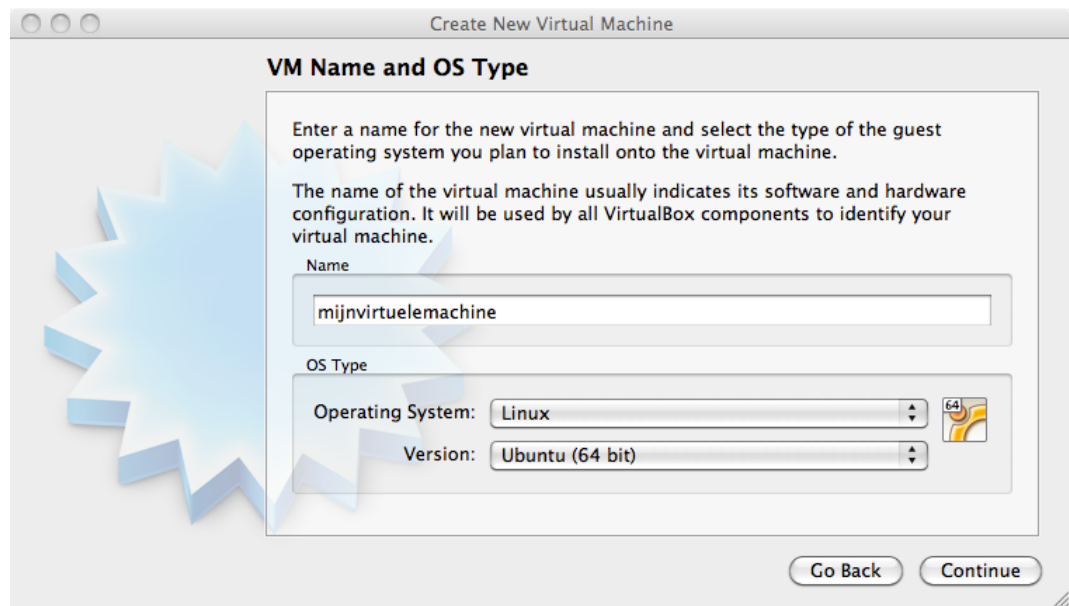 Create New Virtual Machine
VM Name and OS Type
Enter a name for the new virtual machine and select the type of the guest
operating system you plan to install onto the virtual machine.
The name of the virtual machine usually indicates its software and hardware
configuration. It will be used by all VirtualBox components to identify your
virtual machine.
Name
mijnvirtuelemachine
OS Type
Operating System: Linux 64
Version: Ubuntu (64 bit)
Go Back Continue